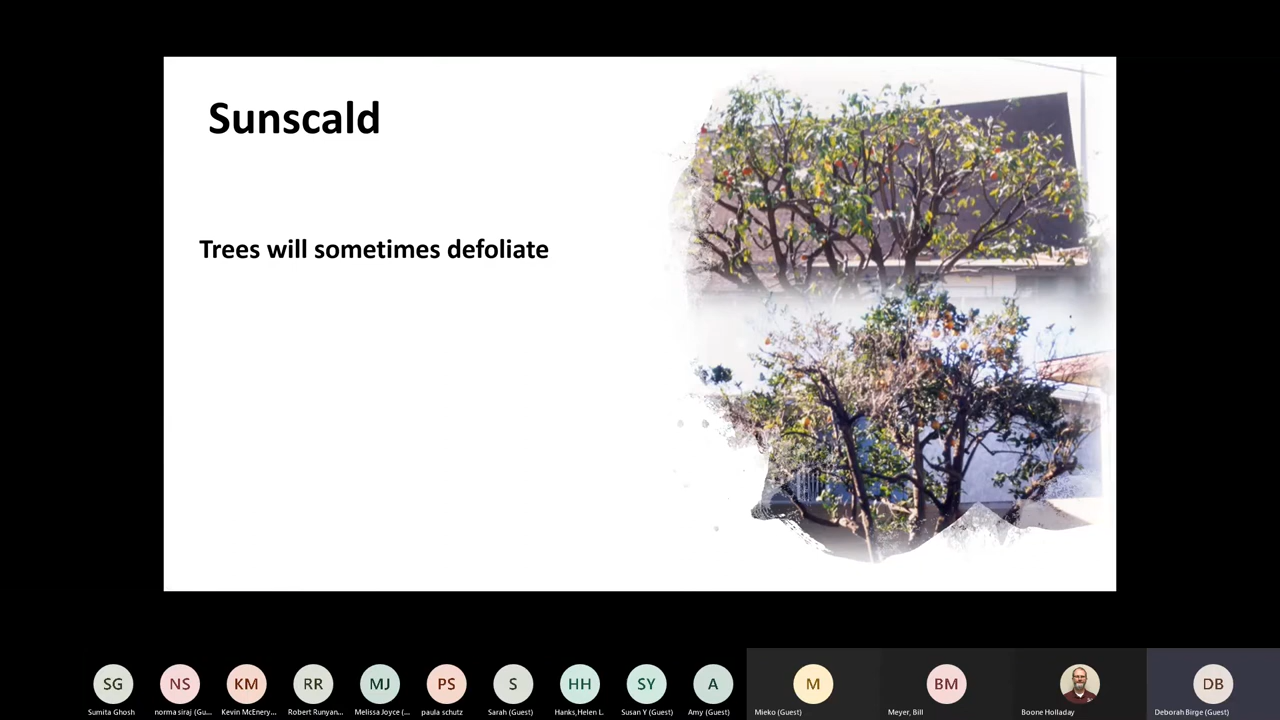 Sunscald
Trees will sometimes defoliate
SG
NS
KM
RR
MJ
PS
S
HH
SY
A
M
BM
DB
Sumita Ghosh
norma siraj (Gu...
Kevin McEnery...
Robert Runyan...
Melissa Joyce (...
paula schutz
Sarah (Guest)
Hanks,Helen L.
Susan Y (Guest)
Amy (Guest)
Mieko (Guest)
Meyer, Bill
Boone Holladay
Deborah Birge (Guest)